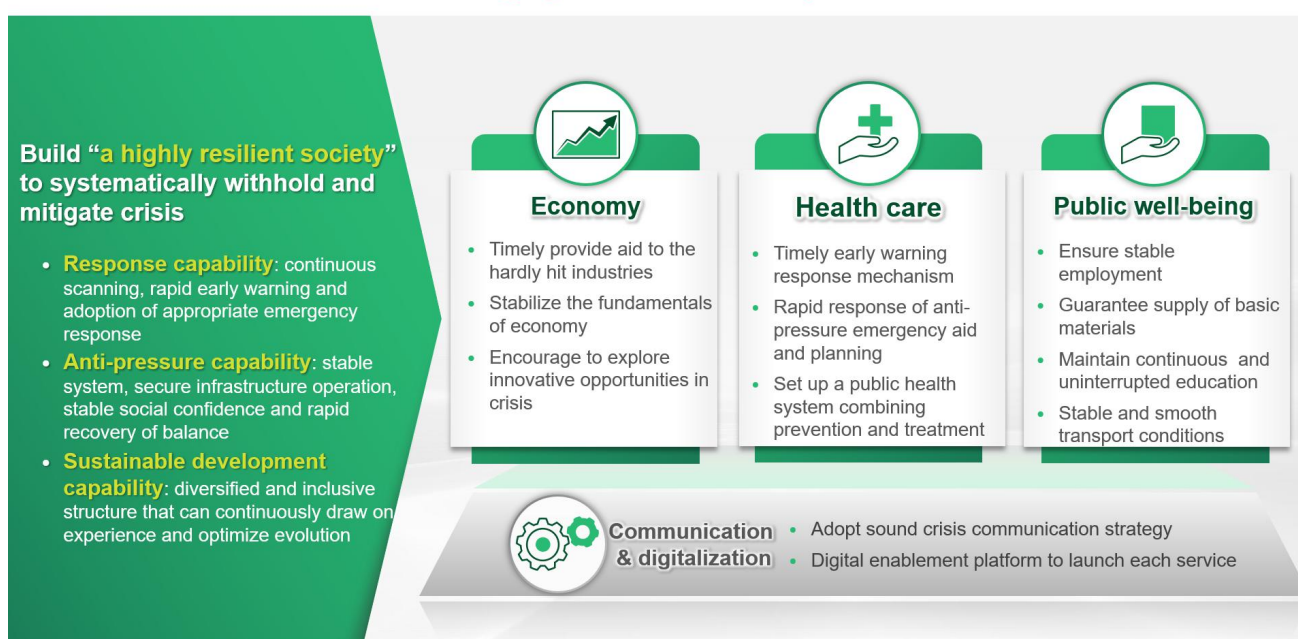 Build “a highly resilient society”
to systematically withhold and
mitigate crisis
• Response capability: continuous
scanning, rapid early warning and
adoption of appropriate emergency
response
• Anti-pressure capability: stable
system, secure infrastructure operation,
stable social confidence and rapid
recovery of balance
• Sustainable development
capability: diversified and inclusive
structure that can continuously draw on
experience and optimize evolution
Economy
• Timely provide aid to the
hardly hit industries
• Stabilize the fundamentals
of economy
• Encourage to explore
innovative opportunities in
crisis
Health care
• Timely early warning
response mechanism
• Rapid response of anti-
pressure emergency aid
and planning
• Set up a public health
system combining
prevention and treatment
Public well-being
• Ensure stable
employment
• Guarantee supply of basic
materials
• Maintain continuous and
uninterrupted education
• Stable and smooth
transport conditions
Communication
& digitalization
• Adopt sound crisis communication strategy
• Digital enablement platform to launch each service